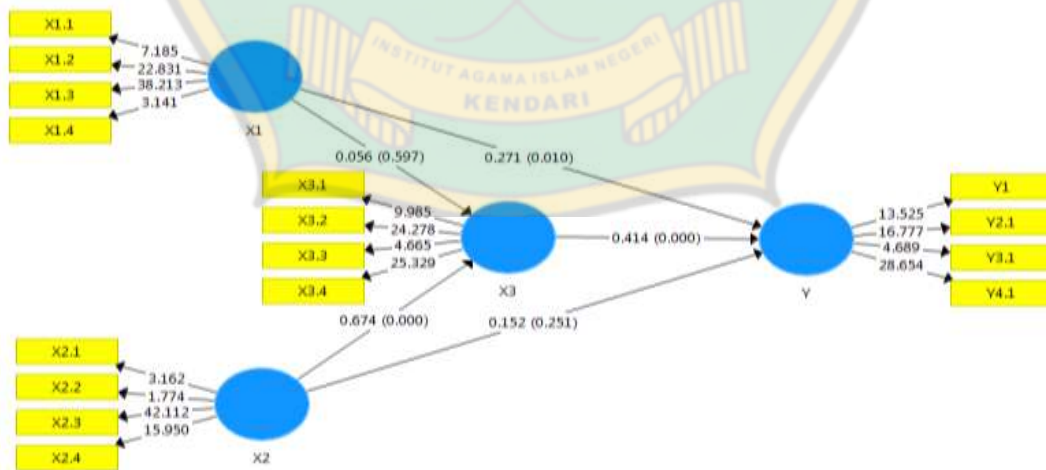 X1.1
X1.2
X1.3
X1.4
7.185
22.831
38.213
3.141
X1
INSTITUT AGAMA ISLAM NEGERI
KENDARI
0.056 (0.597)
0.271 (0.010)
X3.1
X3.2
X3.3
X3.4
9.985
24.278
4.665
25.329
X3
0.414 (0.000)
Y
13.525
16.777
4.689
28.654
Y1
Y2.1
Y3.1
Y4.1
0.674 (0.000)
0.152 (0.251)
X2.1
X2.2
X2.3
X2.4
3.162
1.774
42.112
15.950
X2